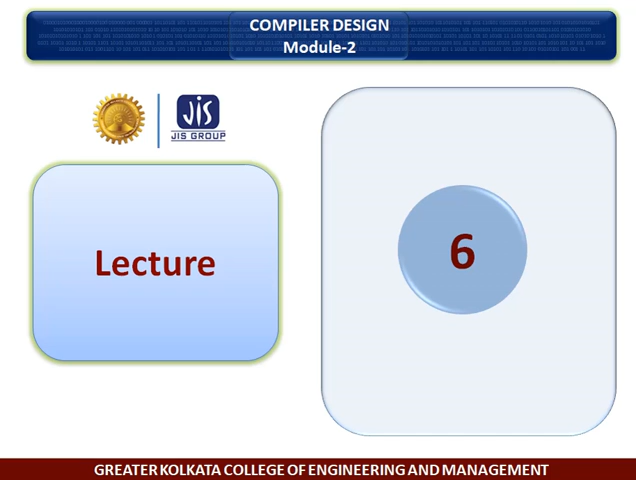 COMPILER DESIGN
Module-2
JiS
JIS GROUP
Lecture
6
GREATER KOLKATA COLLEGE OF ENGINEERING AND MANAGEMENT